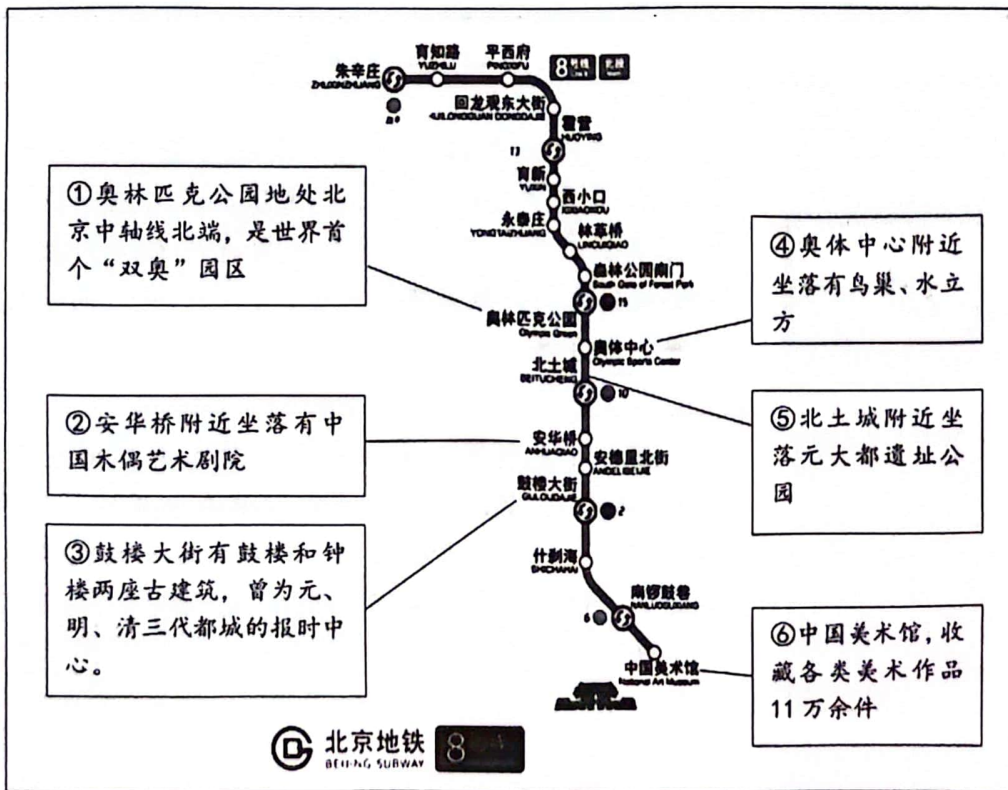 朱辛庄
ZHUXINZHUANG
育知路
YUZHILU
平西府
PINGXIFU
8号线
北段
回龙观东大街
霍营
HUOYING
13
育新
YUXIN
西小口
XIXIAOKOU
永泰庄
YONGTAIZHUANG
林萃桥
LINCUIQIAO
森林公园南门
South Gate of Forest Park
15
奥林匹克公园
Olympic Green
奥体中心
Olympic Sports Center
北土城
BEITUCHENG
10
安华桥
ANHUAQIAO
安德里北街
ANDELIBEIJIE
鼓楼大街
GULOUDAJIE
2
什刹海
SHICHAHAI
南锣鼓巷
NANLUOGUXIANG
6
中国美术馆
National Art Museum
①奥林匹克公园地处北
京中轴线北端，是世界首
个“双奥”园区
②安华桥附近坐落有中
国木偶艺术剧院
③鼓楼大街有鼓楼和钟
楼两座古建筑，曾为元、
明、清三代都城的报时中
心。
④奥体中心附近
坐落有鸟巢、水立
方
⑤北土城附近坐
落元大都遗址公
园
⑥中国美术馆，收
藏各类美术作品
11万余件
北京地铁
BEIJING SUBWAY
8